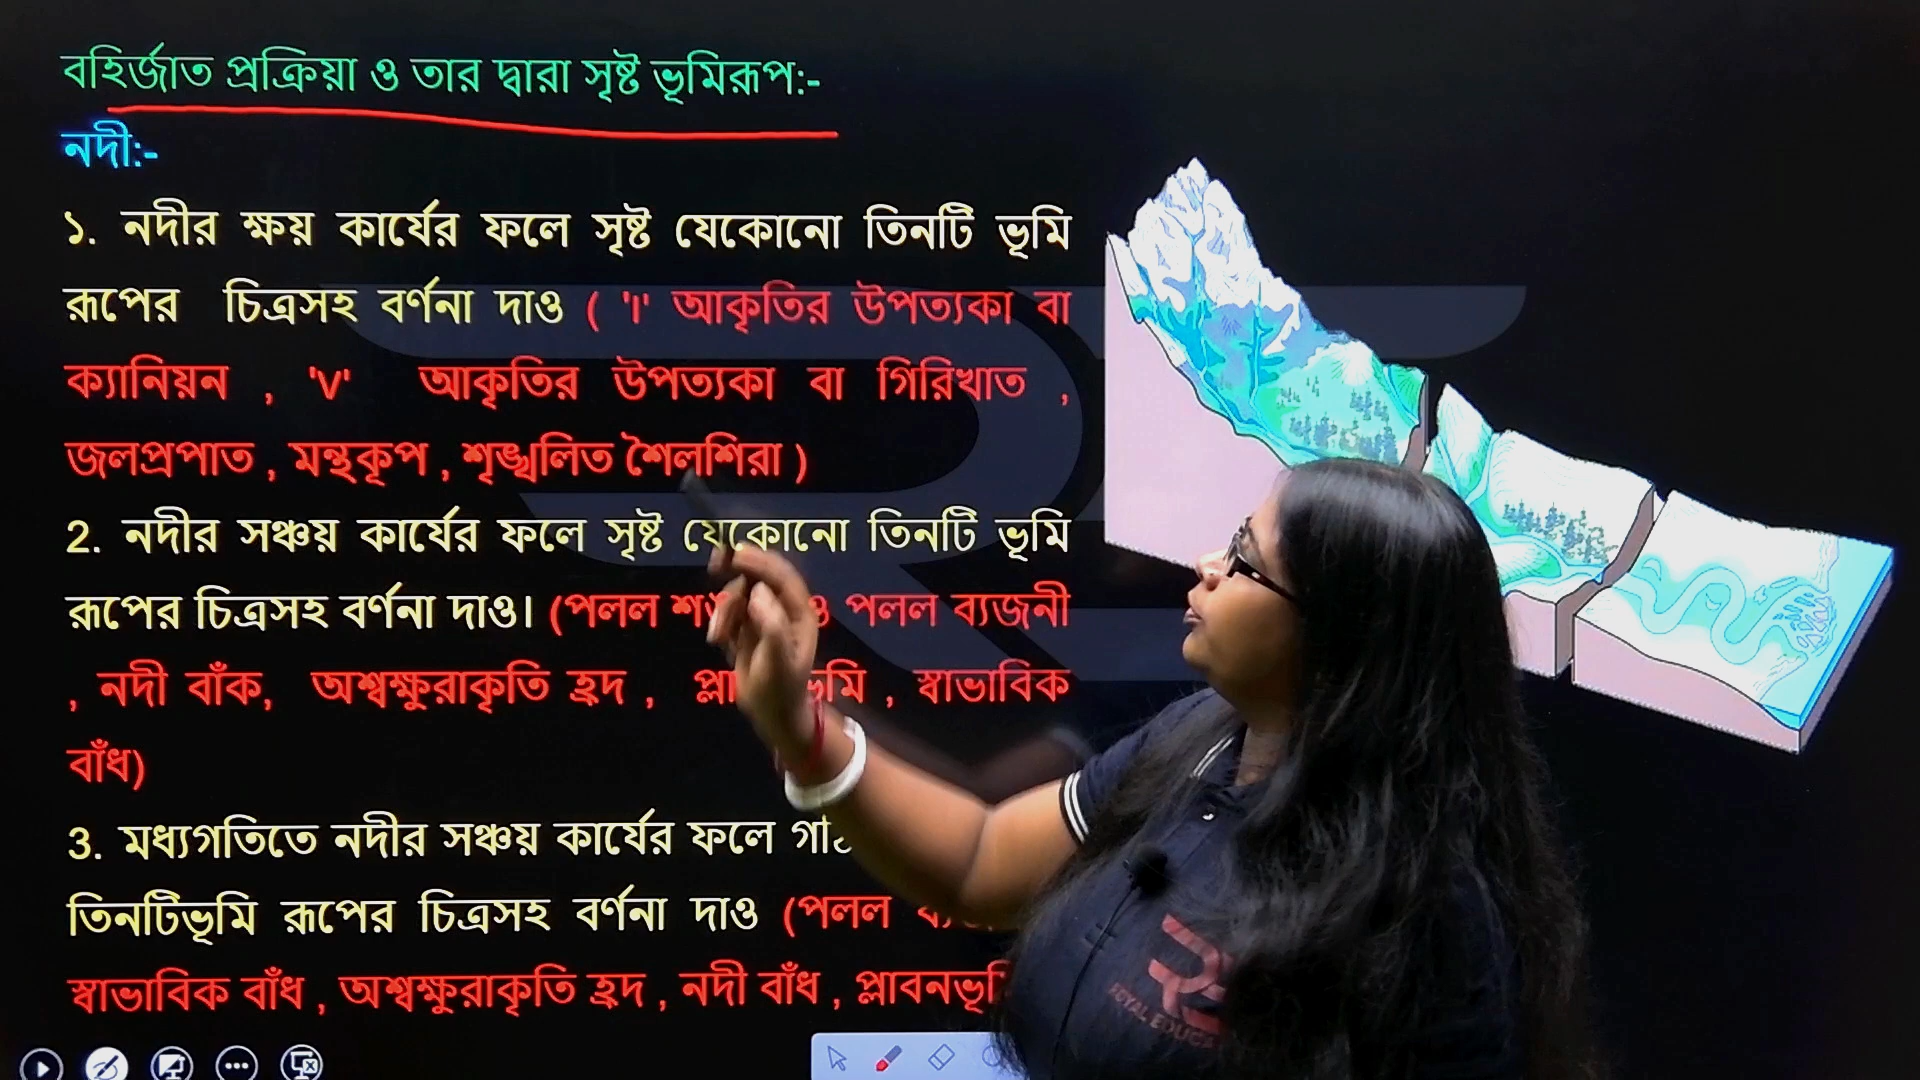 বহির্জাত প্রক্রিয়া ও তার দ্বারা সৃষ্ট ভূমিরূপ:-
নদী:-
১. নদীর ক্ষয় কার্যের ফলে সৃষ্ট যেকোনো তিনটি ভূমি
রূপের চিত্রসহ বর্ণনা দাও ( 'I' আকৃতির উপত্যকা বা
ক্যানিয়ন , 'V' আকৃতির উপত্যকা বা গিরিখাত ,
জলপ্রপাত , মন্থকূপ , শৃঙ্খলিত শৈলশিরা )
2. নদীর সঞ্চয় কার্যের ফলে সৃষ্ট যেকোনো তিনটি ভূমি
রূপের চিত্রসহ বর্ণনা দাও। (পলল ও পলল ব্যজনী
, নদী বাঁক, অশ্বক্ষুরাকৃতি হ্রদ , স্বাভাবিক
বাঁধ)
3. মধ্যগতিতে নদীর সঞ্চয় কার্যের ফলে
তিনটিভূমি রূপের চিত্রসহ বর্ণনা দাও (পলল
স্বাভাবিক বাঁধ , অশ্বক্ষুরাকৃতি হ্রদ , নদী বাঁধ ,